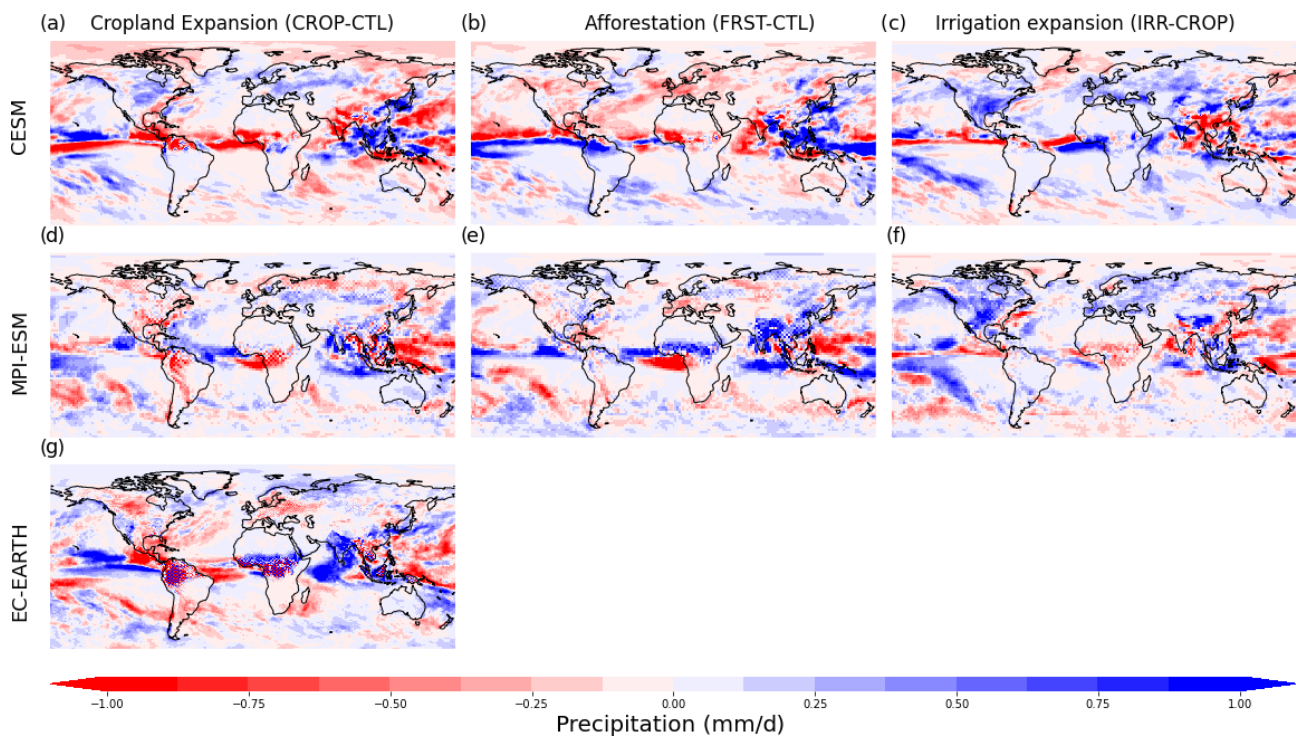 (a) Cropland Expansion (CROP-CTL)
(b) Afforestation (FRST-CTL)
(c) Irrigation expansion (IRR-CROP)
CESM
(d)
(e)
(f)
MPI-ESM
(g)
EC-EARTH
−1.00 −0.75 −0.50 −0.25 0.00 0.25 0.50 0.75 1.00
Precipitation (mm/d)